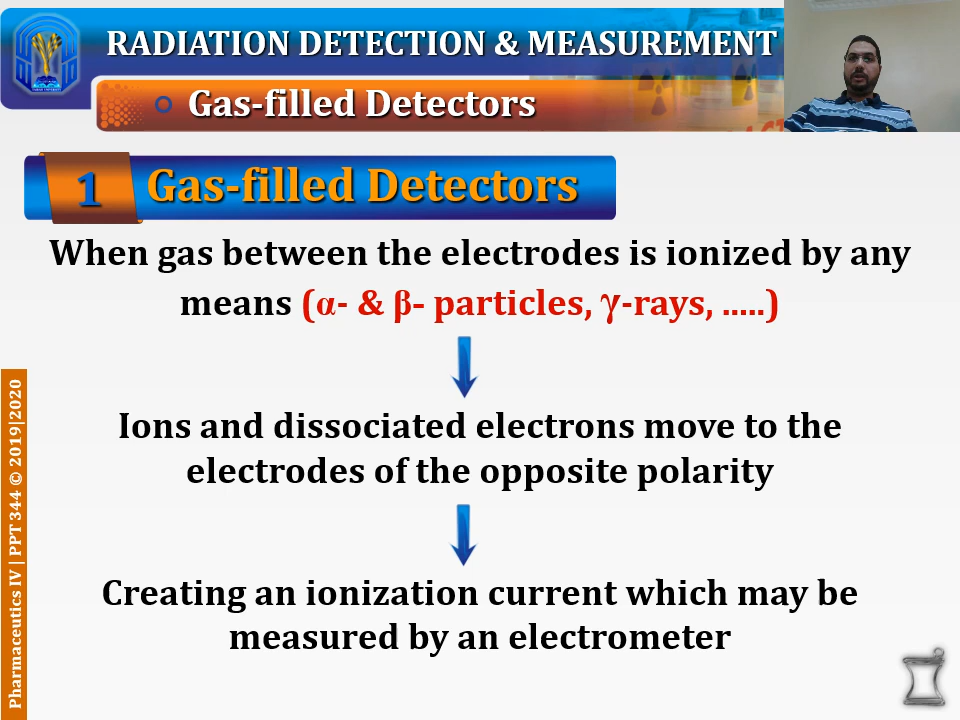 RADIATION DETECTION & MEASUREMENT
Gas-filled Detectors
1 Gas-filled Detectors
When gas between the electrodes is ionized by any
means (α- & β- particles, γ-rays, .....)
Ions and dissociated electrons move to the
electrodes of the opposite polarity
Creating an ionization current which may be
measured by an electrometer
Pharmaceutics IV | PPT 344 © 2019|2020